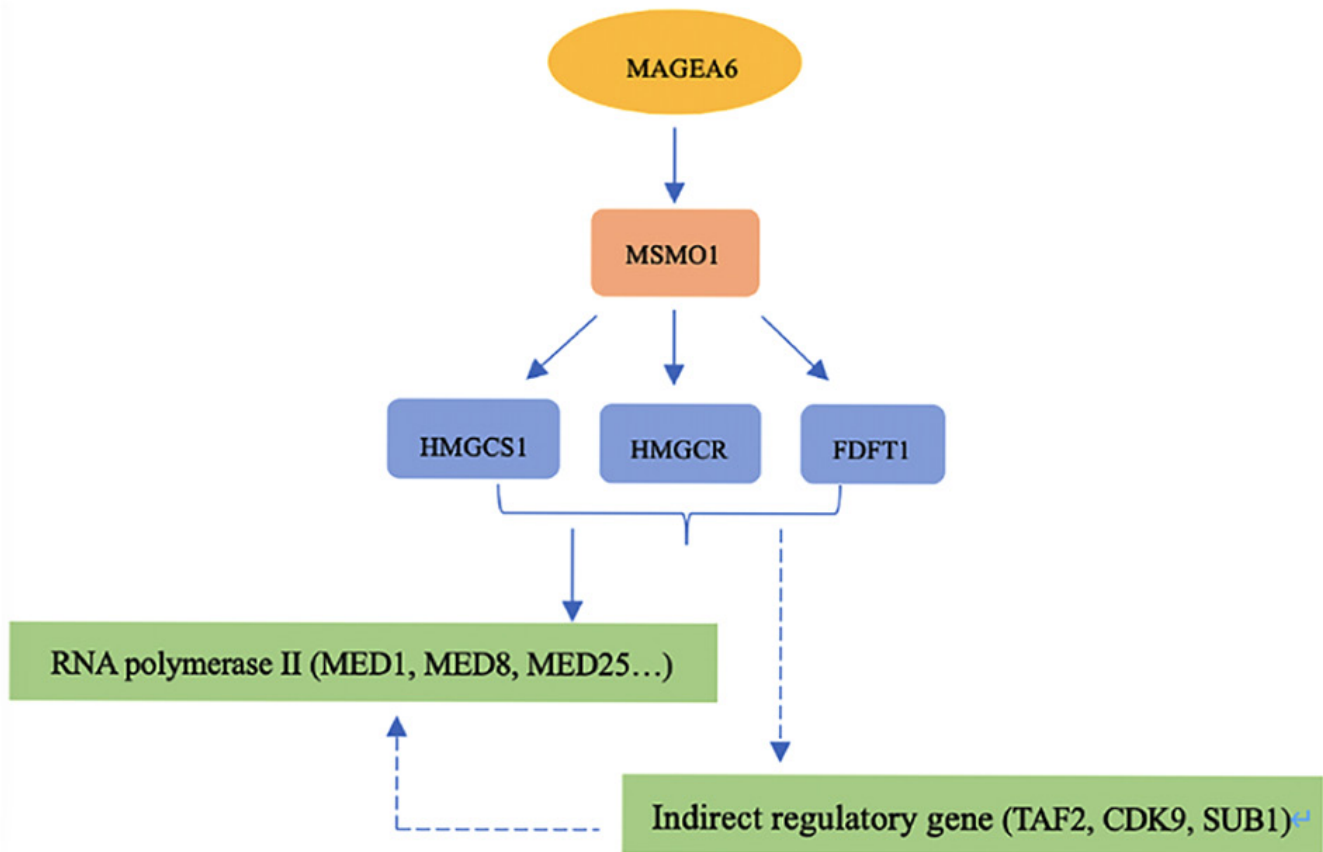 MAGEA6
MSMO1
HMGCS1
HMGCR
FDFT1
RNA polymerase II (MED1, MED8, MED25…)
Indirect regulatory gene (TAF2, CDK9, SUB1)↵